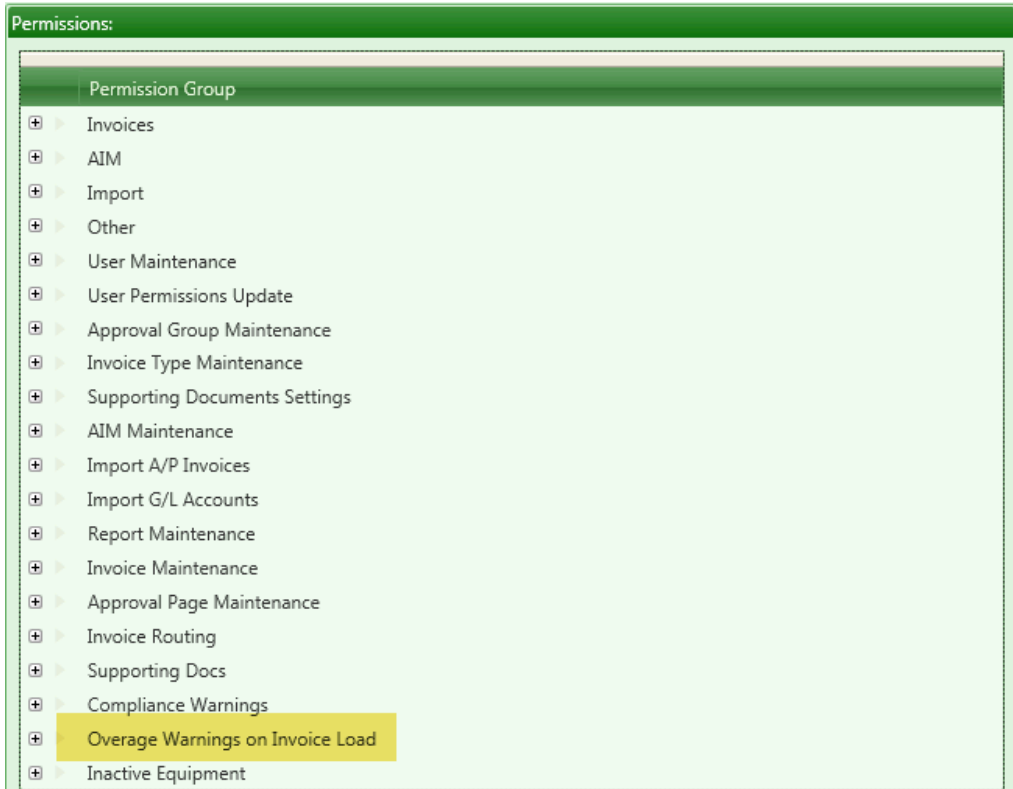 Permissions:
Permission Group
Invoices
AIM
Import
Other
User Maintenance
User Permissions Update
Approval Group Maintenance
Invoice Type Maintenance
Supporting Documents Settings
AIM Maintenance
Import A/P Invoices
Import G/L Accounts
Report Maintenance
Invoice Maintenance
Approval Page Maintenance
Invoice Routing
Supporting Docs
Compliance Warnings
Overage Warnings on Invoice Load
Inactive Equipment